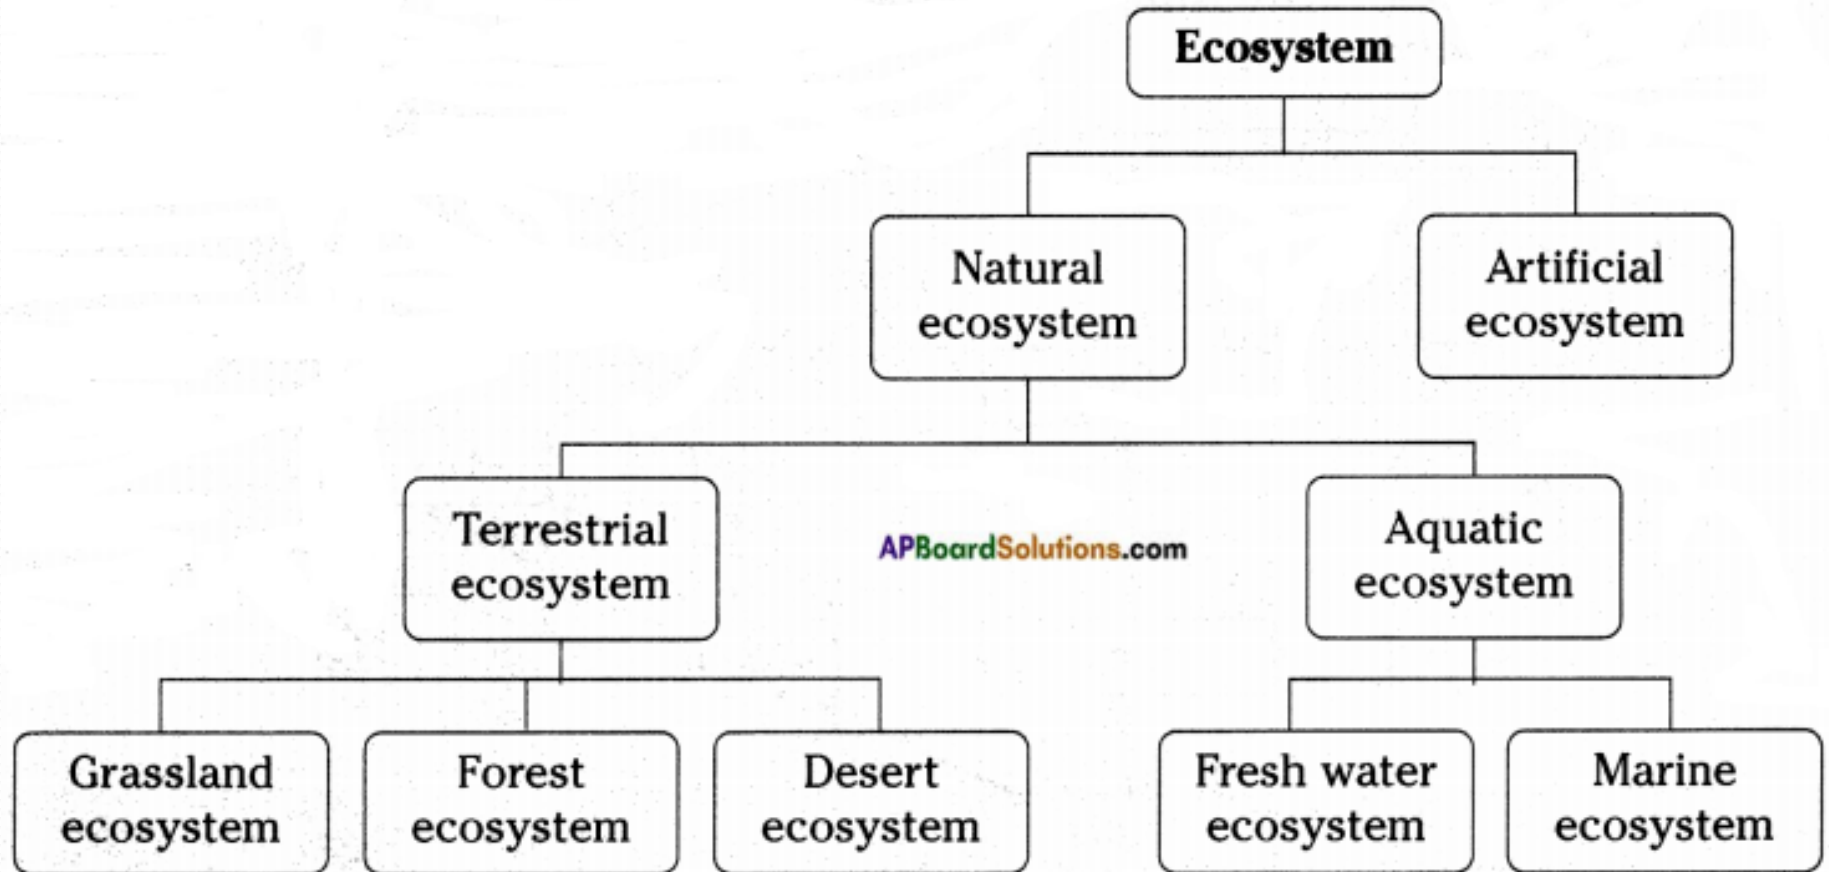 Ecosystem
Natural
ecosystem
Artificial
ecosystem
Terrestrial
ecosystem
APBoardSolutions.com
Aquatic
ecosystem
Grassland
ecosystem
Forest
ecosystem
Desert
ecosystem
Fresh water
ecosystem
Marine
ecosystem